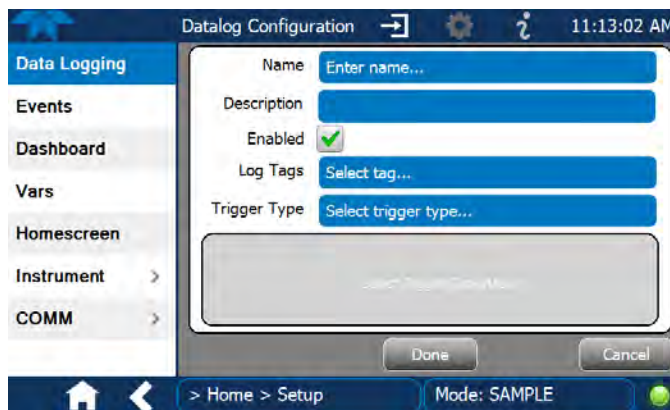 Datalog Configuration
11:13:02 AM
Data Logging
Events
Dashboard
Vars
Homescreen
Instrument >
COMM >
Name Enter name...
Description
Enabled
Log Tags Select tag...
Trigger Type Select trigger type...
Done
Cancel
> Home > Setup
Mode: SAMPLE